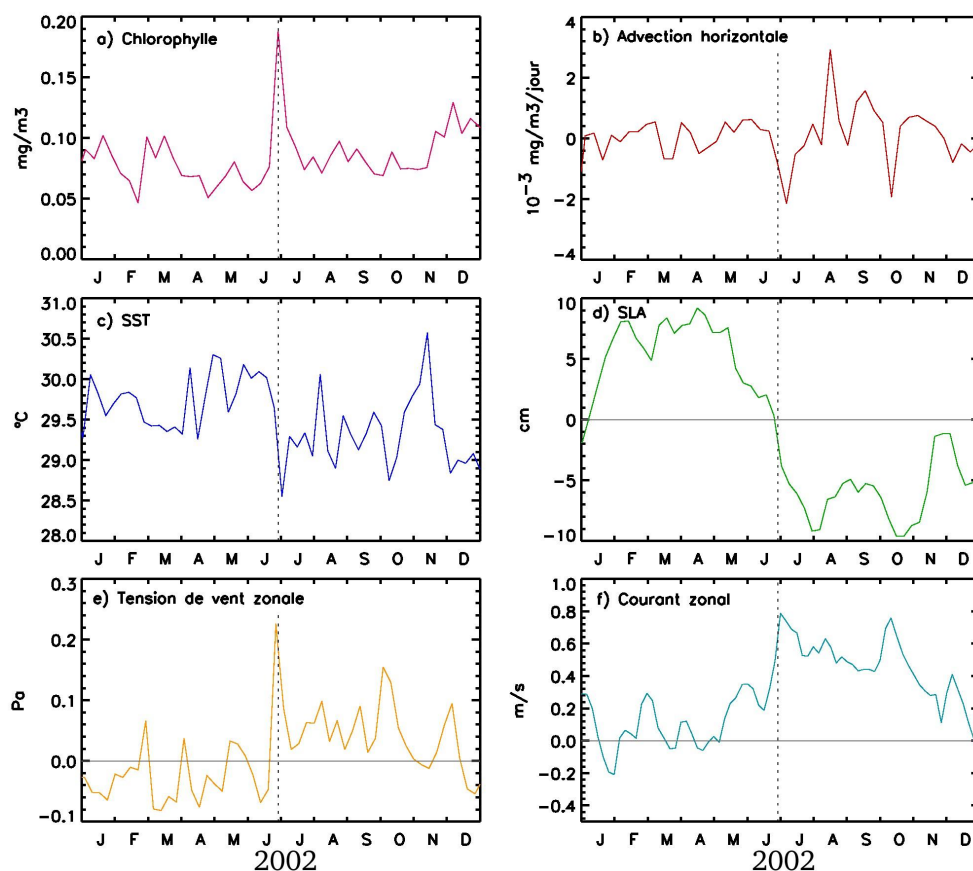 a) Chlorophylle
mg/m3
0.20
0.15
0.10
0.05
0.00
J F M A M J J A S O N D
b) Advection horizontale
10⁻³ mg/m3/jour
4
2
0
−2
−4
J F M A M J J A S O N D
c) SST
°C
31.0
30.5
30.0
29.5
29.0
28.5
28.0
J F M A M J J A S O N D
d) SLA
cm
10
5
0
−5
−10
J F M A M J J A S O N D
e) Tension de vent zonale
Pa
0.3
0.2
0.1
0.0
−0.1
J F M A M J J A S O N D
2002
f) Courant zonal
m/s
1.0
0.8
0.6
0.4
0.2
0.0
−0.2
−0.4
J F M A M J J A S O N D
2002